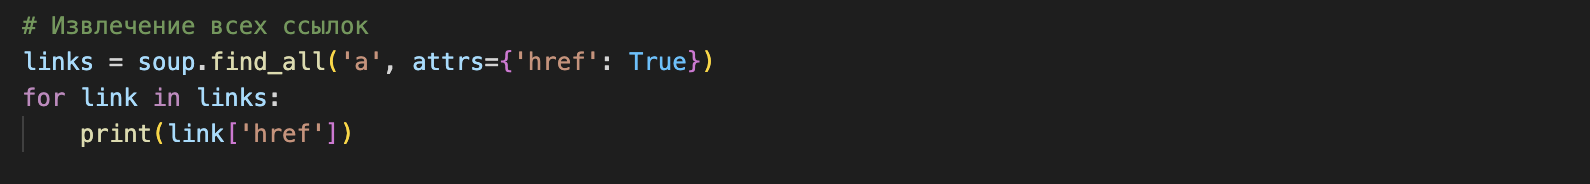 # Извлечение всех ссылок
links = soup.find_all('a', attrs={'href': True})
for link in links:
    print(link['href'])